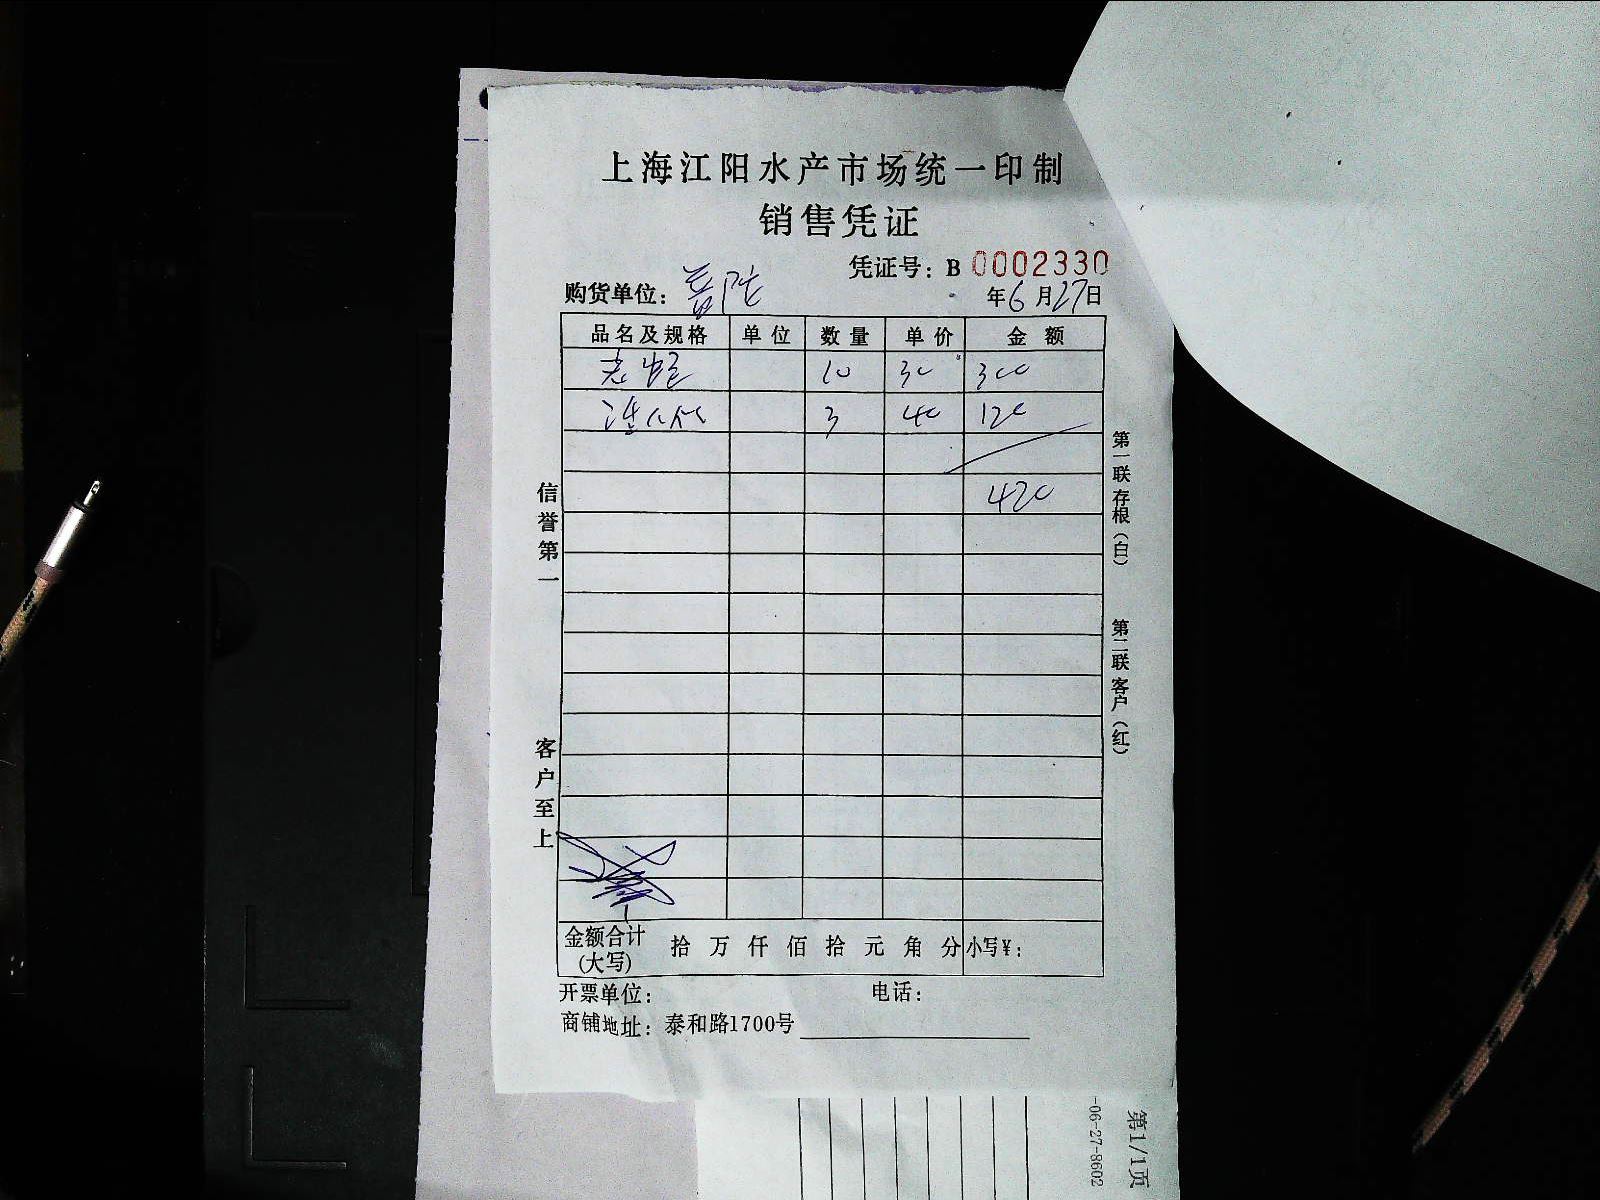 上海江阳水产市场统一印制
销售凭证
凭证号：B 0002330
购货单位：普陀 年6月27日
品名及规格 单位 数量 单价 金额
10 30 300
3 40 120
420
信誉第一
客户至上
第一联存根（白）
第二联客户（红）
金额合计(大写) 拾 万 仟 佰 拾 元 角 分 小写¥：
开票单位： 电话：
商铺地址：泰和路1700号
-06-27-8602
第1/1页